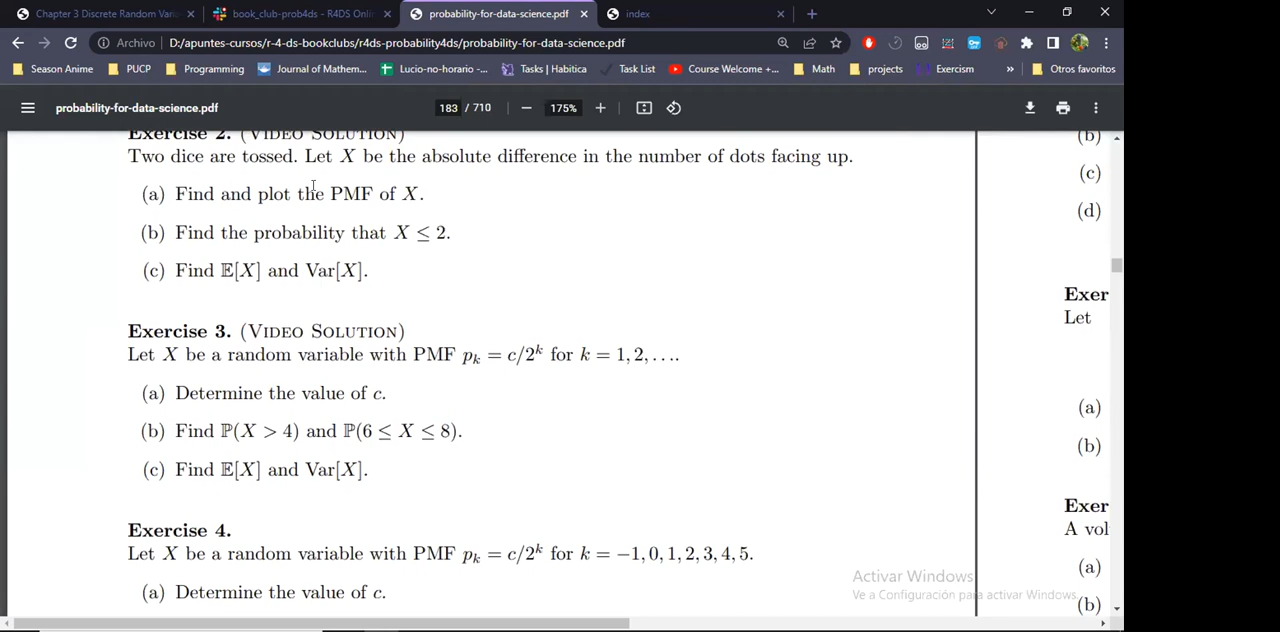 Chapter 3 Discrete Random Varia
book_club-prob4ds - R4DS Onli
probability-for-data-science.pdf
index
Archivo
D:/apuntes-cursos/r-4-ds-bookclubs/r4ds-probability4ds/probability-for-data-science.pdf
Season Anime
PUCP
Programming
Journal of Mathem...
Lucio-no-horario -...
Tasks | Habitica
Task List
Course Welcome +...
Math
projects
Exercism
»
Otros favoritos
probability-for-data-science.pdf
183 / 710
175%
Exercise 2. (VIDEO SOLUTION)
Two dice are tossed. Let X be the absolute difference in the number of dots facing up.
(a) Find and plot the PMF of X.
(b) Find the probability that X ≤ 2.
(c) Find 𝔼[X] and Var[X].
Exercise 3. (VIDEO SOLUTION)
Let X be a random variable with PMF pₖ = c/2ᵏ for k = 1, 2, . . ..
(a) Determine the value of c.
(b) Find ℙ(X > 4) and ℙ(6 ≤ X ≤ 8).
(c) Find 𝔼[X] and Var[X].
Exercise 4.
Let X be a random variable with PMF pₖ = c/2ᵏ for k = −1, 0, 1, 2, 3, 4, 5.
(a) Determine the value of c.
(b)
(c)
(d)
Exer
Let
(a)
(b)
Exer
A vol
(a)
(b)
Activar Windows
Ve a Configuración para activar Windows.